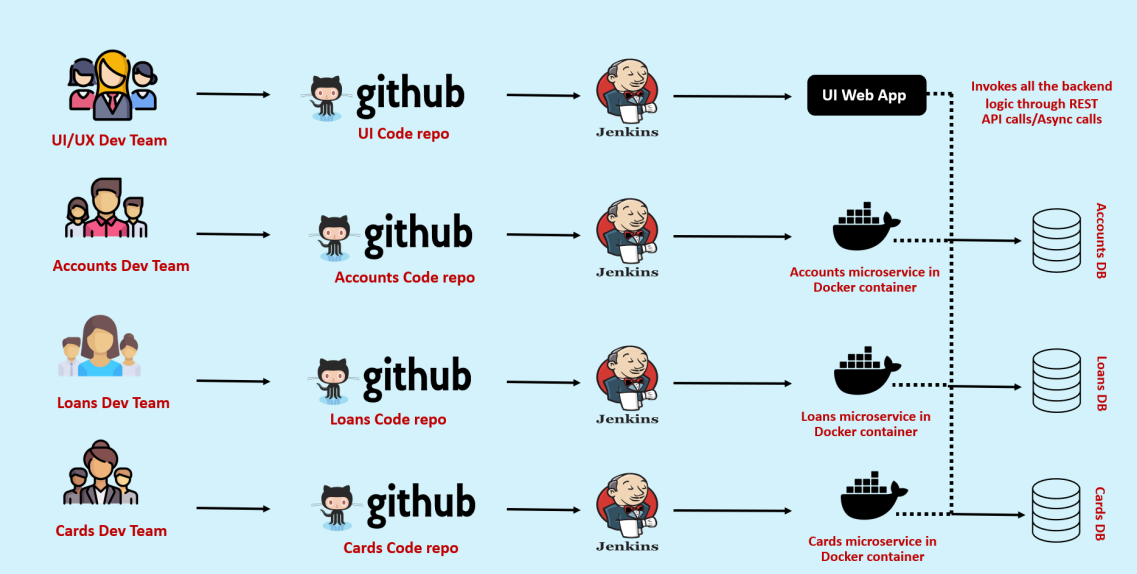 UI/UX Dev Team
github
UI Code repo
Jenkins
UI Web App
Invokes all the backend
logic through REST
API calls/Async calls
Accounts Dev Team
github
Accounts Code repo
Jenkins
Accounts microservice in
Docker container
Accounts DB
Loans Dev Team
github
Loans Code repo
Jenkins
Loans microservice in
Docker container
Loans DB
Cards Dev Team
github
Cards Code repo
Jenkins
Cards microservice in
Docker container
Cards DB